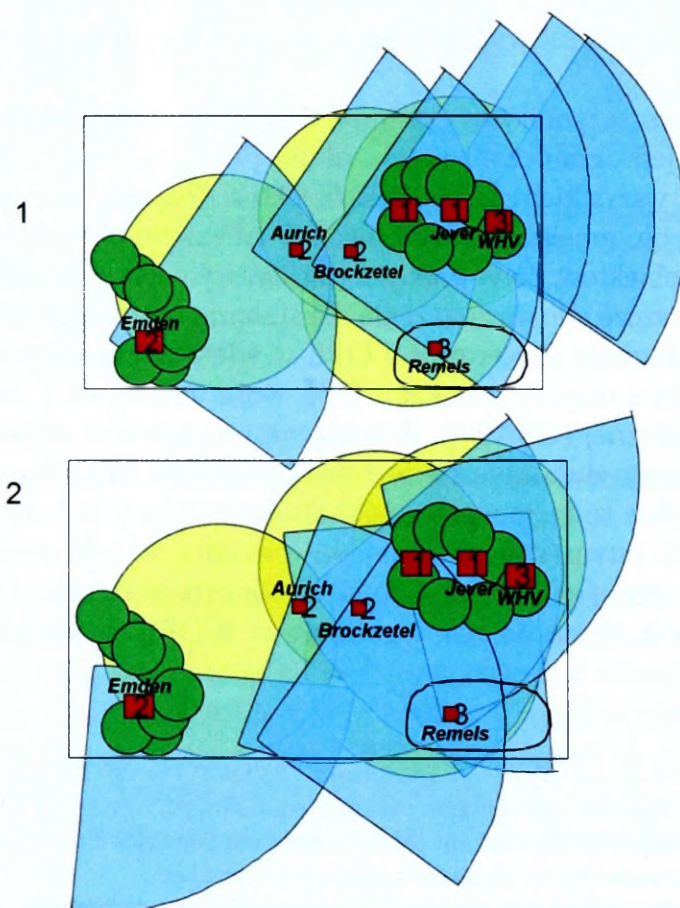 1
1
1
3
Jever
WHV
Aurich
2
2
Brockzetel
Emden
2
3
Remels
2
1
1
3
Jever
WHV
Aurich
2
2
Brockzetel
Emden
2
3
Remels